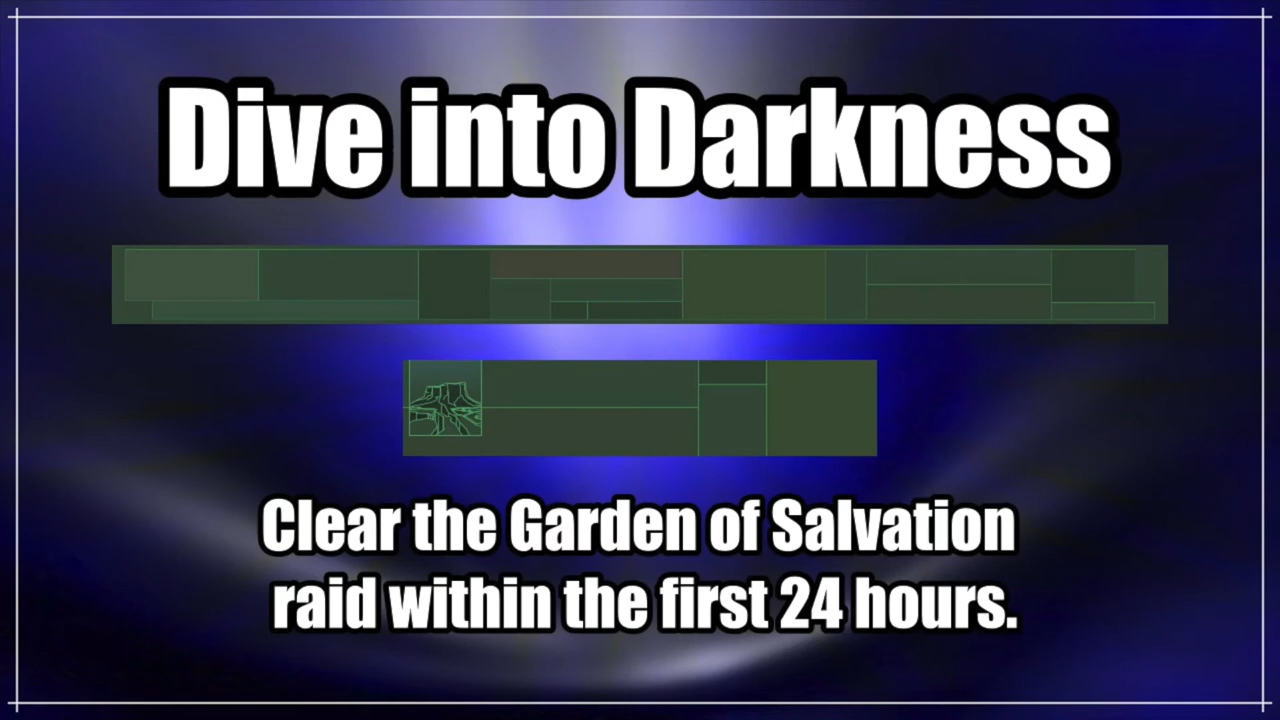 Dive into Darkness
Clear the Garden of Salvation
raid within the first 24 hours.